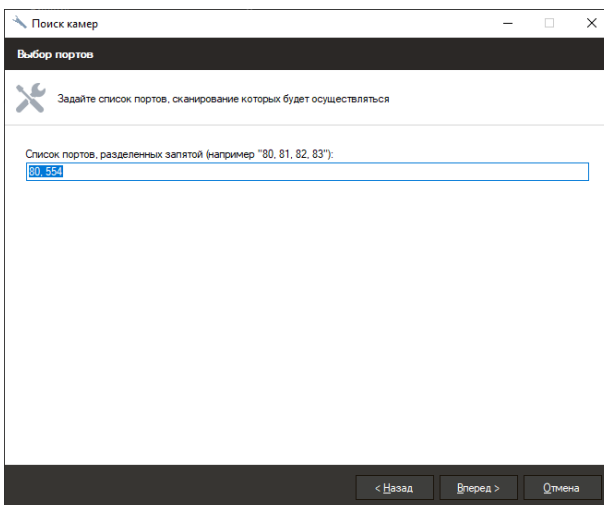 Поиск камер
Выбор портов
Задайте список портов, сканирование которых будет осуществляться
Список портов, разделенных запятой (например "80, 81, 82, 83"):
80, 554
< Назад Вперед > Отмена